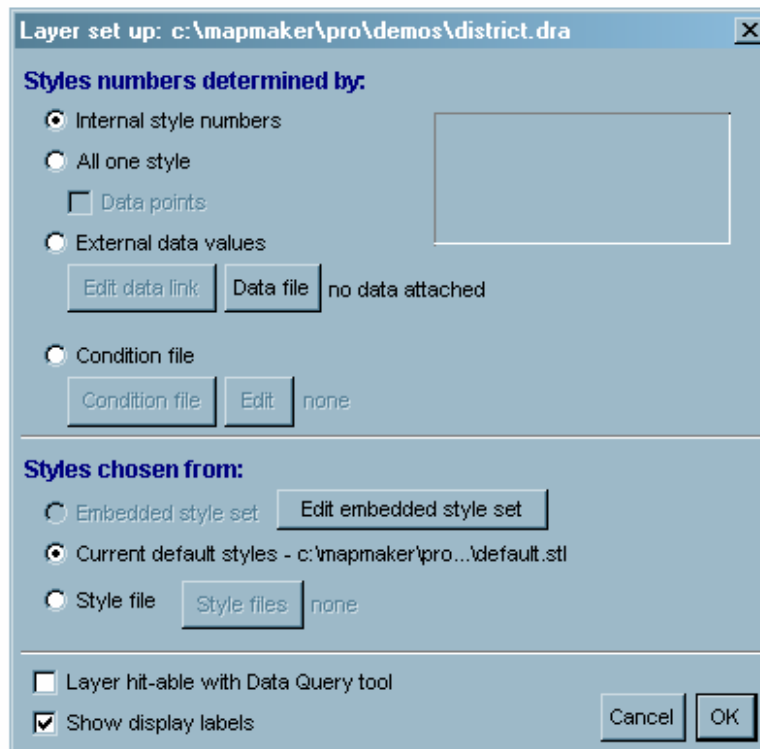 Layer set up: c:\mapmaker\pro\demos\district.dra
Styles numbers determined by:
Internal style numbers
All one style
Data points
External data values
Edit data link Data file no data attached
Condition file
Condition file Edit none
Styles chosen from:
Embedded style set Edit embedded style set
Current default styles - c:\mapmaker\pro...\default.stl
Style file Style files none
Layer hit-able with Data Query tool
Show display labels
Cancel OK